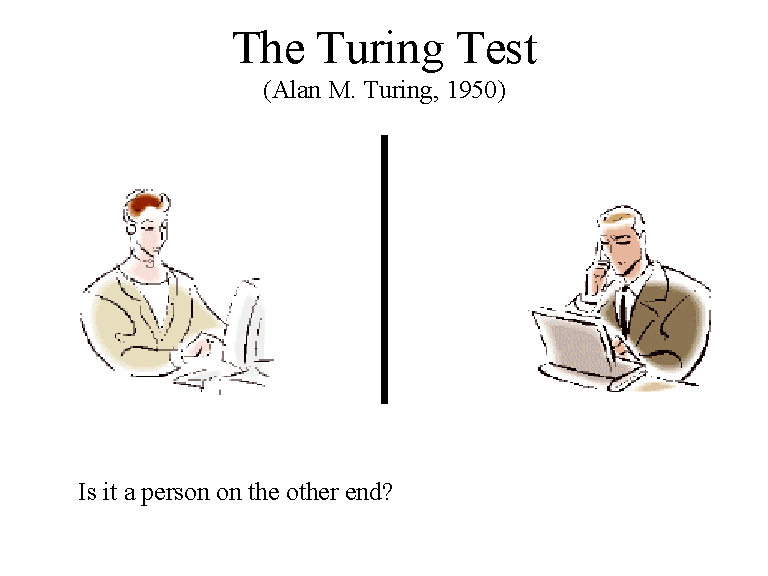 The Turing Test
(Alan M. Turing, 1950)
Is it a person on the other end?